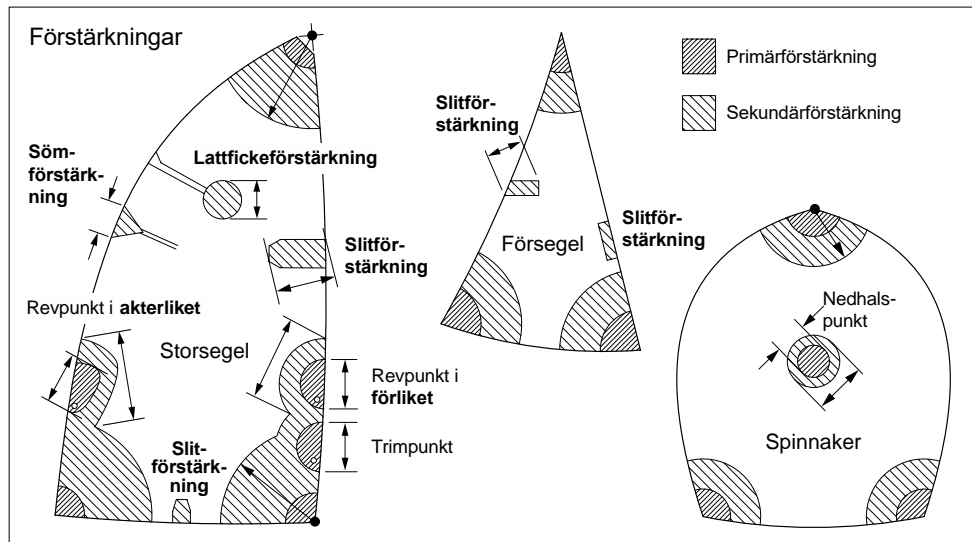 Förstärkningar
Primärförstärkning
Sekundärförstärkning
Slitför-
stärkning
Söm-
förstärk-
ning
Lattfickeförstärkning
Slitför-
stärkning
Slitför-
stärkning
Försegel
Revpunkt i akterliket
Storsegel
Nedhals-
punkt
Revpunkt i
förliket
Trimpunkt
Slit-
förstärk-
ning
Spinnaker